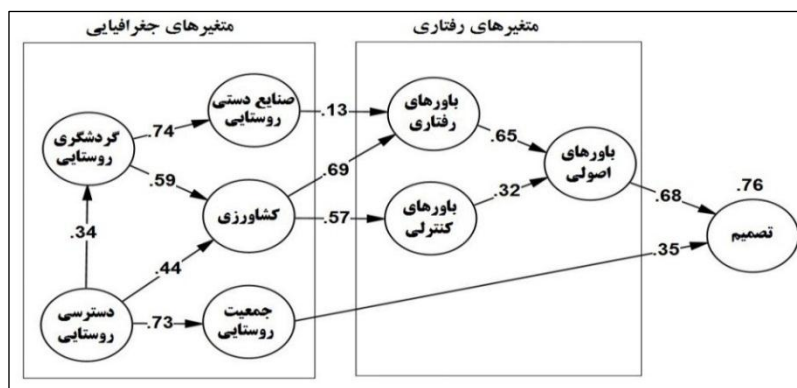 متغیرهای رفتاری
متغیرهای جغرافیایی
صنایع دستی
روستایی
.13
باورهای
رفتاری
گردشگری
روستایی
.74
.65
باورهای
اصولی
.59
.69
.68
.76
کشاورزی
.57
باورهای
کنترلی
.32
تصمیم
.34
.44
.35
دسترسی
روستایی
.73
جمعیت
روستایی